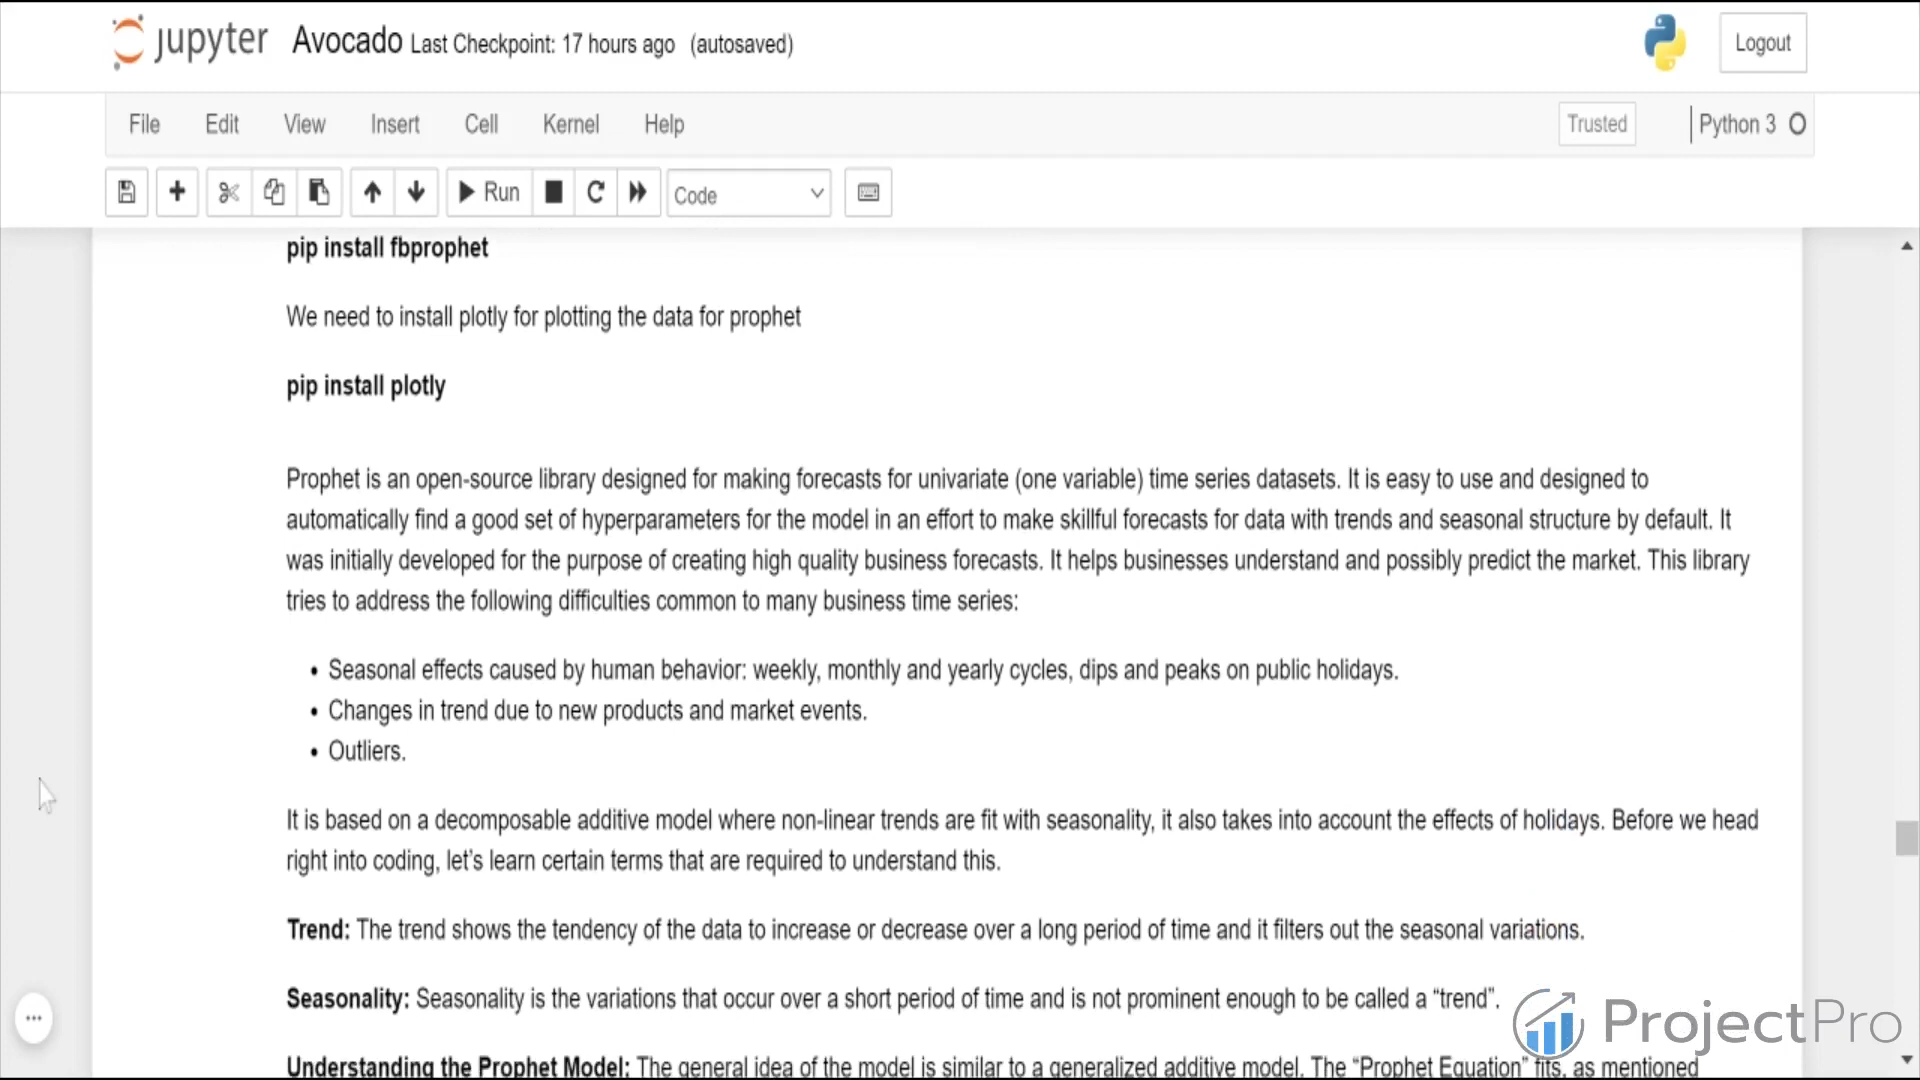 jupyter Avocado Last Checkpoint: 17 hours ago (autosaved) Logout
File Edit View Insert Cell Kernel Help Trusted Python 3
Run Code
pip install fbprophet
We need to install plotly for plotting the data for prophet
pip install plotly
Prophet is an open-source library designed for making forecasts for univariate (one variable) time series datasets. It is easy to use and designed to
automatically find a good set of hyperparameters for the model in an effort to make skillful forecasts for data with trends and seasonal structure by default. It
was initially developed for the purpose of creating high quality business forecasts. It helps businesses understand and possibly predict the market. This library
tries to address the following difficulties common to many business time series:
• Seasonal effects caused by human behavior: weekly, monthly and yearly cycles, dips and peaks on public holidays.
• Changes in trend due to new products and market events.
• Outliers.
It is based on a decomposable additive model where non-linear trends are fit with seasonality, it also takes into account the effects of holidays. Before we head
right into coding, let’s learn certain terms that are required to understand this.
Trend: The trend shows the tendency of the data to increase or decrease over a long period of time and it filters out the seasonal variations.
Seasonality: Seasonality is the variations that occur over a short period of time and is not prominent enough to be called a “trend”.
Understanding the Prophet Model: The general idea of the model is similar to a generalized additive model. The “Prophet Equation” fits, as mentioned
ProjectPro